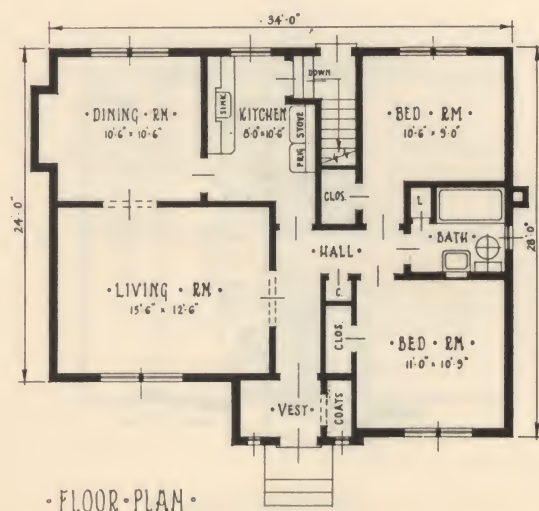 34'-0"
DOWN
SINK
· DINING · RM ·
10'-6" × 10'-6"
· KITCHEN ·
8'-0" × 10'-6"
STOVE
FRIG
· BED · RM ·
10'-6" × 9'-0"
24'-0"
CLOS.
L
· BATH ·
· HALL ·
28'-0"
· LIVING · RM ·
15'-6" × 12'-6"
C.
CLOS.
· BED · RM ·
11'-0" × 10'-9"
· VEST ·
COATS
· FLOOR · PLAN ·